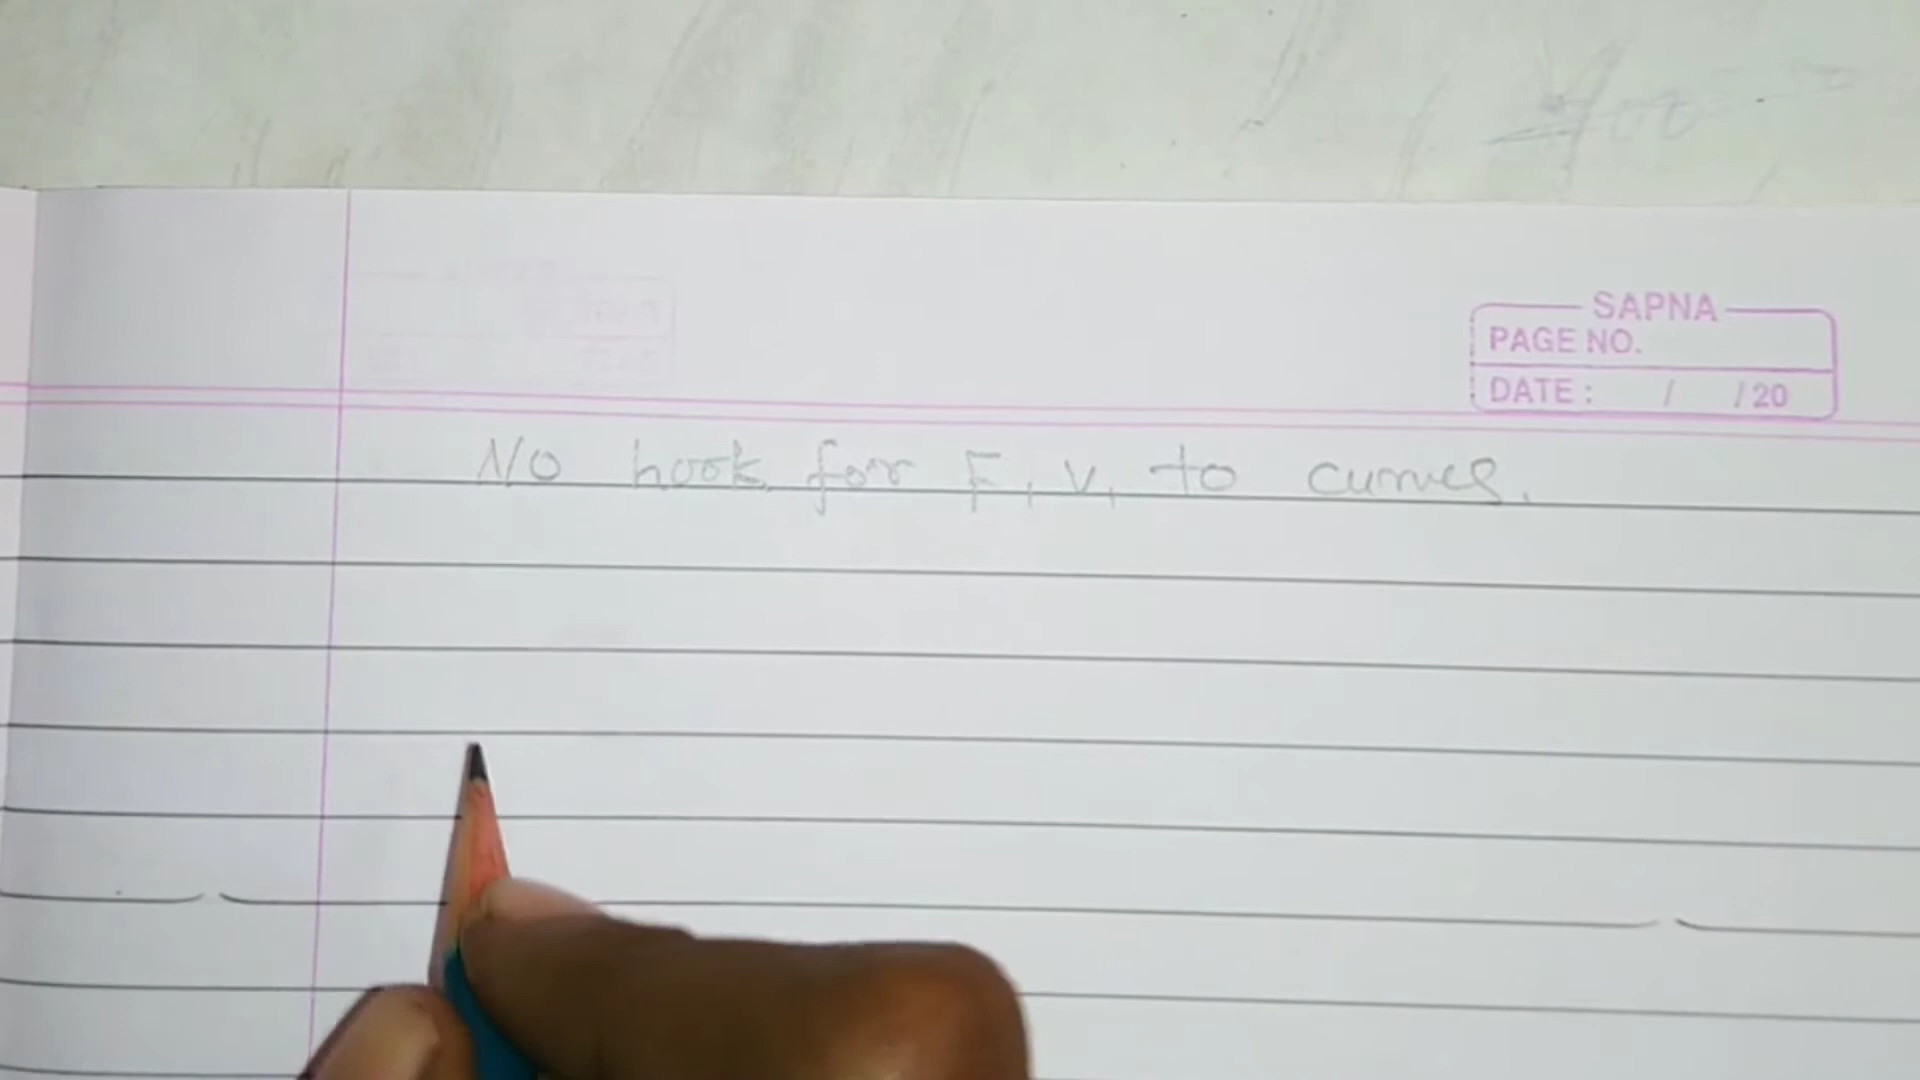 SAPNA
PAGE NO.
DATE : / / 20
No hook for F, V, to curves.